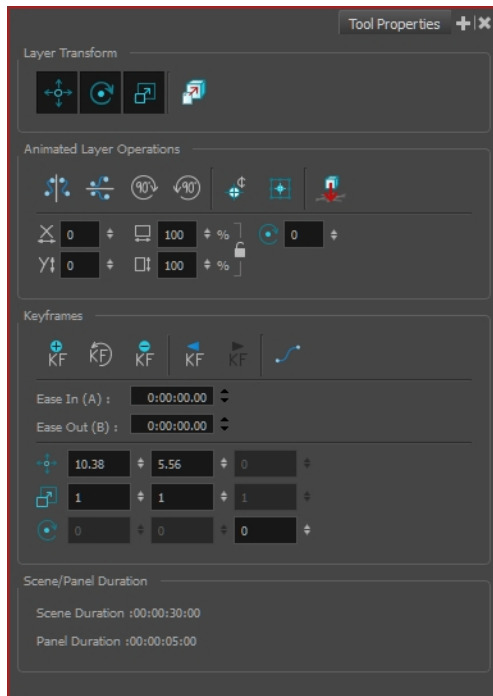 Tool Properties
Layer Transform
Animated Layer Operations
90 90
X 0 100 % 0
Y 0 100 %
Keyframes
KF KF KF KF KF
Ease In (A) : 0:00:00.00
Ease Out (B) : 0:00:00.00
10.38 5.56 0
1 1 1
0 0 0
Scene/Panel Duration
Scene Duration :00:00:30:00
Panel Duration :00:00:05:00